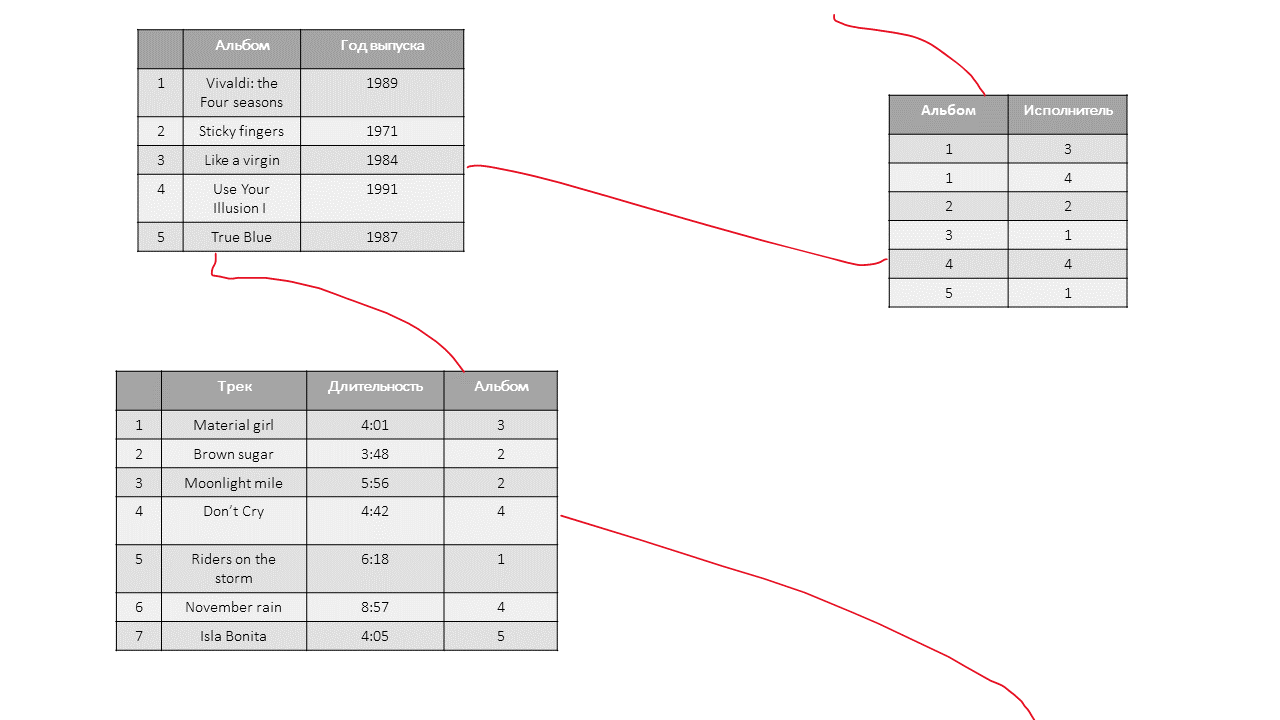 Альбом Год выпуска
1 Vivaldi: the Four seasons 1989
2 Sticky fingers 1971
3 Like a virgin 1984
4 Use Your Illusion I 1991
5 True Blue 1987
Альбом Исполнитель
1 3
1 4
2 2
3 1
4 4
5 1
Трек Длительность Альбом
1 Material girl 4:01 3
2 Brown sugar 3:48 2
3 Moonlight mile 5:56 2
4 Don’t Cry 4:42 4
5 Riders on the storm 6:18 1
6 November rain 8:57 4
7 Isla Bonita 4:05 5